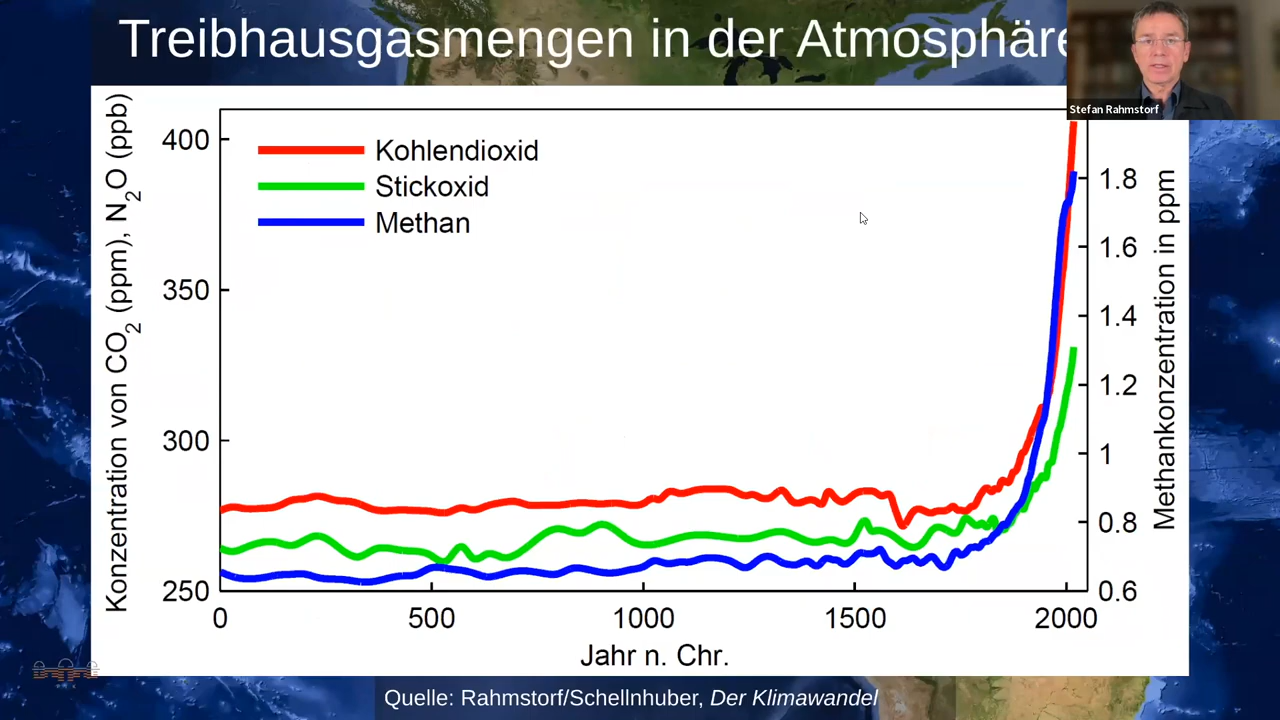 Treibhausgasmengen in der Atmosphäre
Stefan Rahmstorf
Konzentration von CO2 (ppm), N2O (ppb)
400
350
300
250
Kohlendioxid
Stickoxid
Methan
1.8
1.6
1.4
1.2
1
0.8
0.6
Methankonzentration in ppm
0 500 1000 1500 2000
Jahr n. Chr.
Quelle: Rahmstorf/Schellnhuber, Der Klimawandel